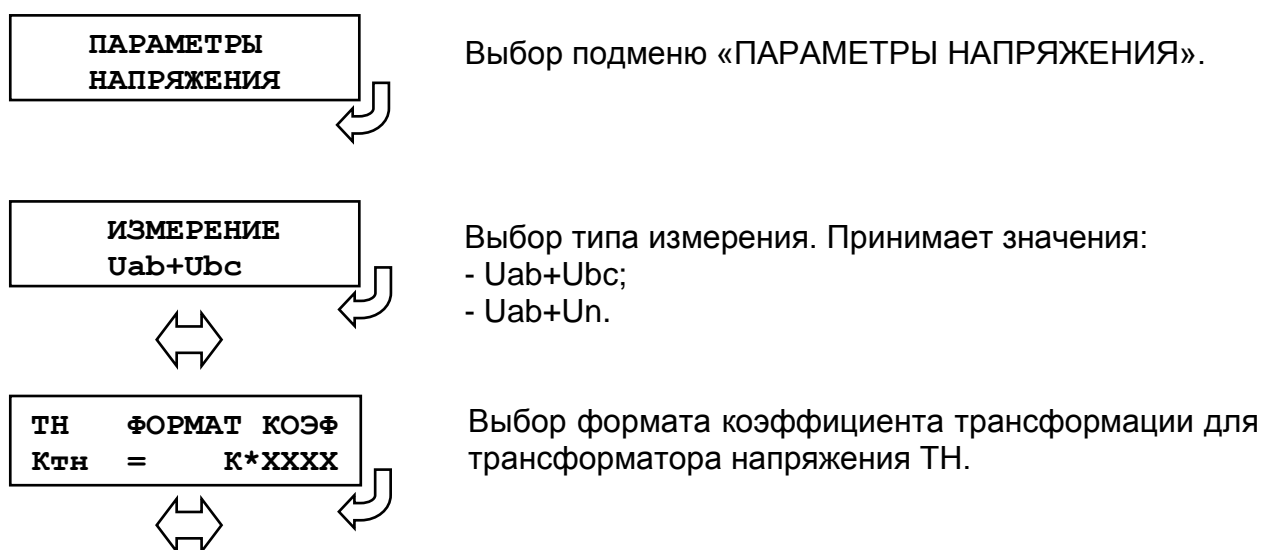 ПАРАМЕТРЫ
НАПРЯЖЕНИЯ
Выбор подменю «ПАРАМЕТРЫ НАПРЯЖЕНИЯ».
ИЗМЕРЕНИЕ
Uab+Ubc
Выбор типа измерения. Принимает значения:
- Uab+Ubc;
- Uab+Un.
ТН ФОРМАТ КОЭФ
Ктн = К*ХХХХ
Выбор формата коэффициента трансформации для
трансформатора напряжения ТН.